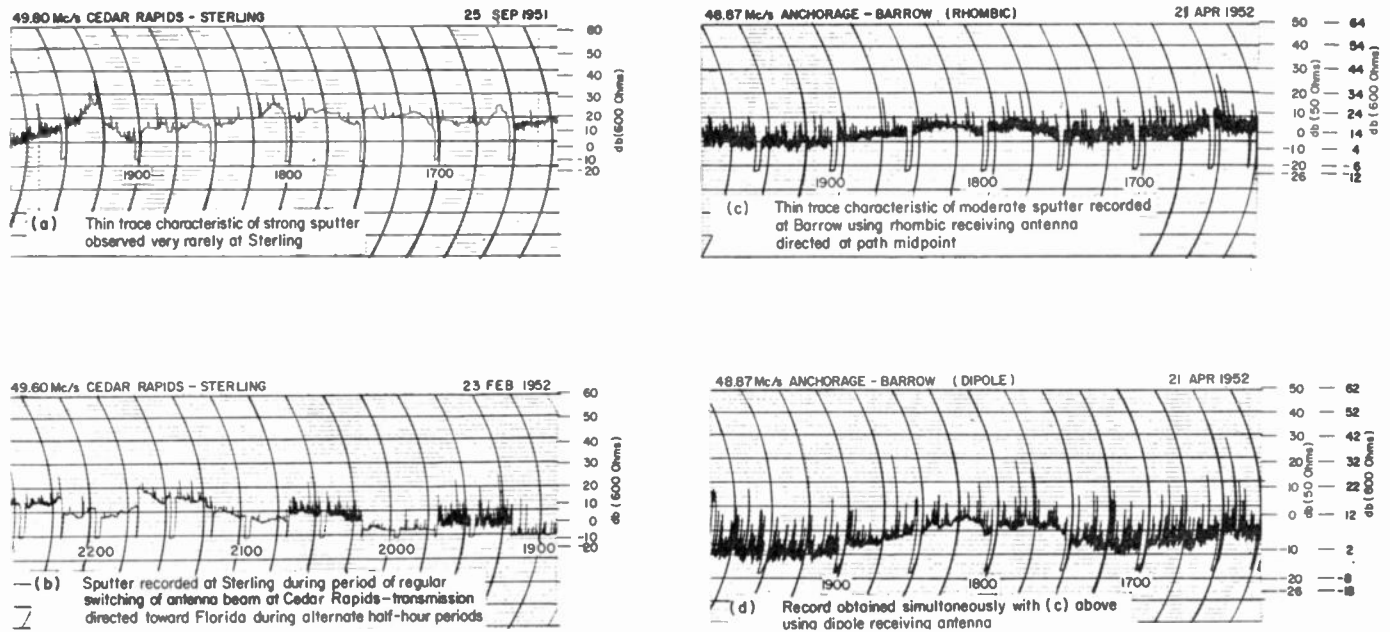 49.80 Mc/s CEDAR RAPIDS - STERLING 25 SEP 1951
60
50
40
30
20
10
0
-10
-20
db (600 Ohms)
1900 1800 1700
(a) Thin trace characteristic of strong sputter
observed very rarely at Sterling
48.87 Mc/s ANCHORAGE - BARROW (RHOMBIC) 21 APR 1952
50 — 64
40 — 54
30 — 44
20 — 34
10 — 24
0 — 14
-10 — 4
-20 — -6
-26 — -12
db (50 Ohms)
db (600 Ohms)
1900 1800 1700
(c) Thin trace characteristic of moderate sputter recorded
at Barrow using rhombic receiving antenna
directed at path midpoint
49.60 Mc/s CEDAR RAPIDS - STERLING 23 FEB 1952
60
50
40
30
20
10
0
-10
-20
db (600 Ohms)
2200 2100 2000 1900
(b) Sputter recorded at Sterling during period of regular
switching of antenna beam at Cedar Rapids-transmission
directed toward Florida during alternate half-hour periods
48.87 Mc/s ANCHORAGE - BARROW (DIPOLE) 21 APR 1952
50 — 62
40 — 52
30 — 42
20 — 32
10 — 22
0 — 12
-10 — 2
-20 — -8
-26 — -18
db (50 Ohms)
db (600 Ohms)
1900 1800 1700
(d) Record obtained simultaneously with (c) above
using dipole receiving antenna